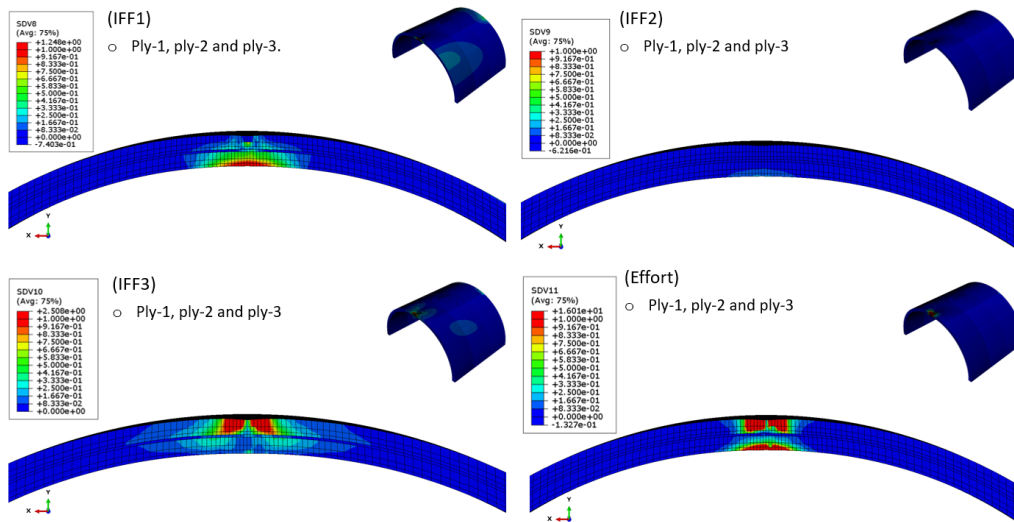 (IFF1)
○ Ply-1, ply-2 and ply-3.
SDV8
(Avg: 75%)
+1.248e+00
+1.000e+00
+9.167e-01
+8.333e-01
+7.500e-01
+6.667e-01
+5.833e-01
+5.000e-01
+4.167e-01
+3.333e-01
+2.500e-01
+1.667e-01
+8.333e-02
+0.000e+00
-7.403e-01
Y
X
(IFF2)
○ Ply-1, ply-2 and ply-3
SDV9
(Avg: 75%)
+1.000e+00
+9.167e-01
+8.333e-01
+7.500e-01
+6.667e-01
+5.833e-01
+5.000e-01
+4.167e-01
+3.333e-01
+2.500e-01
+1.667e-01
+8.333e-02
+0.000e+00
-6.216e-01
Y
X
(IFF3)
○ Ply-1, ply-2 and ply-3
SDV10
(Avg: 75%)
+2.508e+00
+1.000e+00
+9.167e-01
+8.333e-01
+7.500e-01
+6.667e-01
+5.833e-01
+5.000e-01
+4.167e-01
+3.333e-01
+2.500e-01
+1.667e-01
+8.333e-02
+0.000e+00
Y
X
(Effort)
○ Ply-1, ply-2 and ply-3
SDV11
(Avg: 75%)
+1.601e+01
+1.000e+00
+9.167e-01
+8.333e-01
+7.500e-01
+6.667e-01
+5.833e-01
+5.000e-01
+4.167e-01
+3.333e-01
+2.500e-01
+1.667e-01
+8.333e-02
+0.000e+00
-1.327e-01
Y
X